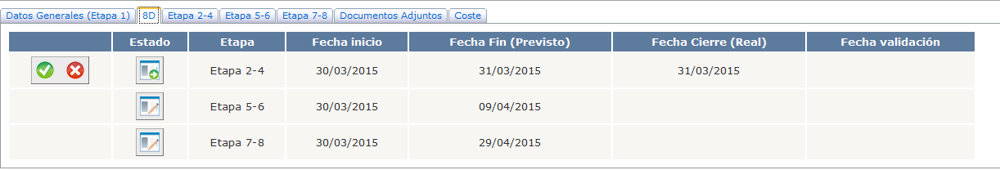 Datos Generales (Etapa 1) 8D Etapa 2-4 Etapa 5-6 Etapa 7-8 Documentos Adjuntos Coste
Estado Etapa Fecha inicio Fecha Fin (Previsto) Fecha Cierre (Real) Fecha validación
Etapa 2-4 30/03/2015 31/03/2015 31/03/2015
Etapa 5-6 30/03/2015 09/04/2015
Etapa 7-8 30/03/2015 29/04/2015